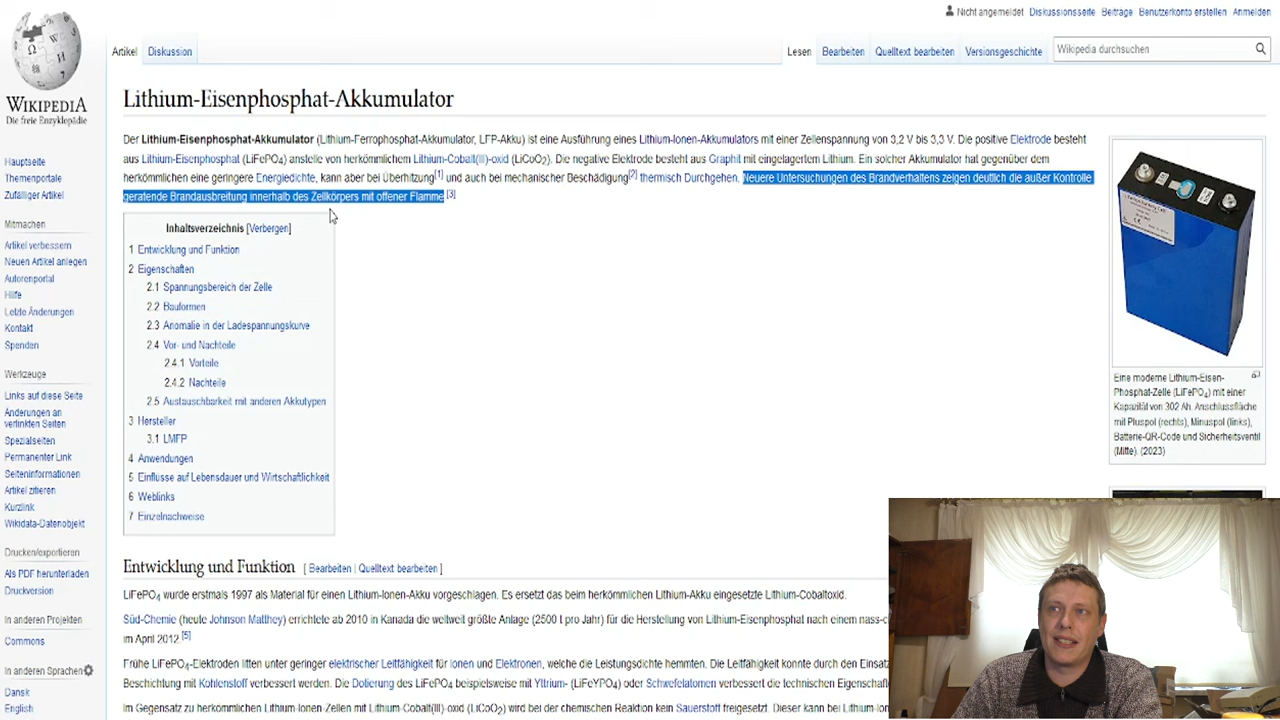 Nicht angemeldet Diskussionsseite Beiträge Benutzerkonto erstellen Anmelden
Artikel Diskussion Lesen Bearbeiten Quelltext bearbeiten Versionsgeschichte Wikipedia durchsuchen
WIKIPEDIA
Die freie Enzyklopädie
Hauptseite
Themenportale
Zufälliger Artikel
Mitmachen
Artikel verbessern
Neuen Artikel anlegen
Autorenportal
Hilfe
Letzte Änderungen
Kontakt
Spenden
Werkzeuge
Links auf diese Seite
Änderungen an
verlinkten Seiten
Spezialseiten
Permanenter Link
Seiteninformationen
Artikel zitieren
Kurzlink
Wikidata-Datenobjekt
Drucken/exportieren
Als PDF herunterladen
Druckversion
In anderen Projekten
Commons
In anderen Sprachen
Dansk
English
Lithium-Eisenphosphat-Akkumulator
Der Lithium-Eisenphosphat-Akkumulator (Lithium-Ferrophosphat-Akkumulator, LFP-Akku) ist eine Ausführung eines Lithium-Ionen-Akkumulators mit einer Zellenspannung von 3,2 V bis 3,3 V. Die positive Elektrode besteht
aus Lithium-Eisenphosphat (LiFePO4) anstelle von herkömmlichem Lithium-Cobalt(III)-oxid (LiCoO2). Die negative Elektrode besteht aus Graphit mit eingelagertem Lithium. Ein solcher Akkumulator hat gegenüber dem
herkömmlichen eine geringere Energiedichte, kann aber bei Überhitzung[1] und auch bei mechanischer Beschädigung[2] thermisch Durchgehen. Neuere Untersuchungen des Brandverhaltens zeigen deutlich die außer Kontrolle
geratende Brandausbreitung innerhalb des Zellkörpers mit offener Flamme.[3]
Inhaltsverzeichnis [Verbergen]
1 Entwicklung und Funktion
2 Eigenschaften
2.1 Spannungsbereich der Zelle
2.2 Bauformen
2.3 Anomalie in der Ladespannungskurve
2.4 Vor- und Nachteile
2.4.1 Vorteile
2.4.2 Nachteile
2.5 Austauschbarkeit mit anderen Akkutypen
3 Hersteller
3.1 LMFP
4 Anwendungen
5 Einflüsse auf Lebensdauer und Wirtschaftlichkeit
6 Weblinks
7 Einzelnachweise
Eine moderne Lithium-Eisen-
Phosphat-Zelle (LiFePO4) mit einer
Kapazität von 302 Ah. Anschlussfläche
mit Pluspol (rechts), Minuspol (links),
Batterie-QR-Code und Sicherheitsventil
(Mitte). (2023)
Entwicklung und Funktion [ Bearbeiten | Quelltext bearbeiten ]
LiFePO4 wurde erstmals 1997 als Material für einen Lithium-Ionen-Akku vorgeschlagen. Es ersetzt das beim herkömmlichen Lithium-Akku eingesetzte Lithium-Cobaltoxid.
Süd-Chemie (heute Johnson Matthey) errichtete ab 2010 in Kanada die weltweit größte Anlage (2500 t pro Jahr) für die Herstellung von Lithium-Eisenphosphat nach einem nass-c
im April 2012.[5]
Frühe LiFePO4-Elektroden litten unter geringer elektrischer Leitfähigkeit für Ionen und Elektronen, welche die Leistungsdichte hemmten. Die Leitfähigkeit konnte durch den Einsatz
Beschichtung mit Kohlenstoff verbessert werden. Die Dotierung des LiFePO4 beispielsweise mit Yttrium- (LiFeYPO4) oder Schwefelatomen verbessert die technischen Eigenschafte
Im Gegensatz zu herkömmlichen Lithium-Ionen-Zellen mit Lithium-Cobalt(III)-oxid (LiCoO2) wird bei der chemischen Reaktion kein Sauerstoff freigesetzt. Dieser kann bei Lithium-Ion